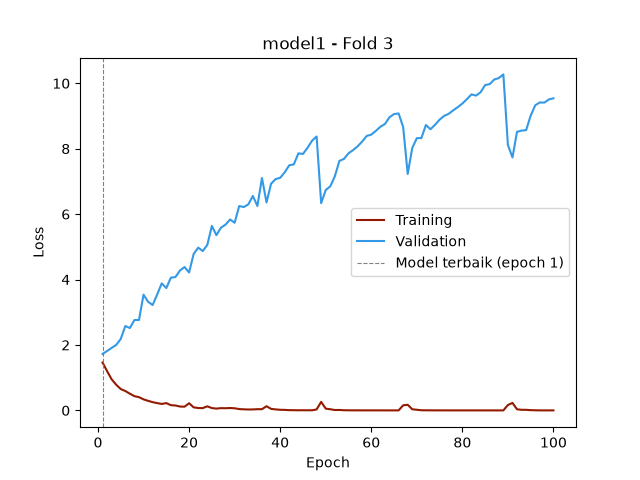 model1 - Fold 3
Loss
10
8
6
4
2
0
Training
Validation
Model terbaik (epoch 1)
0 20 40 60 80 100
Epoch